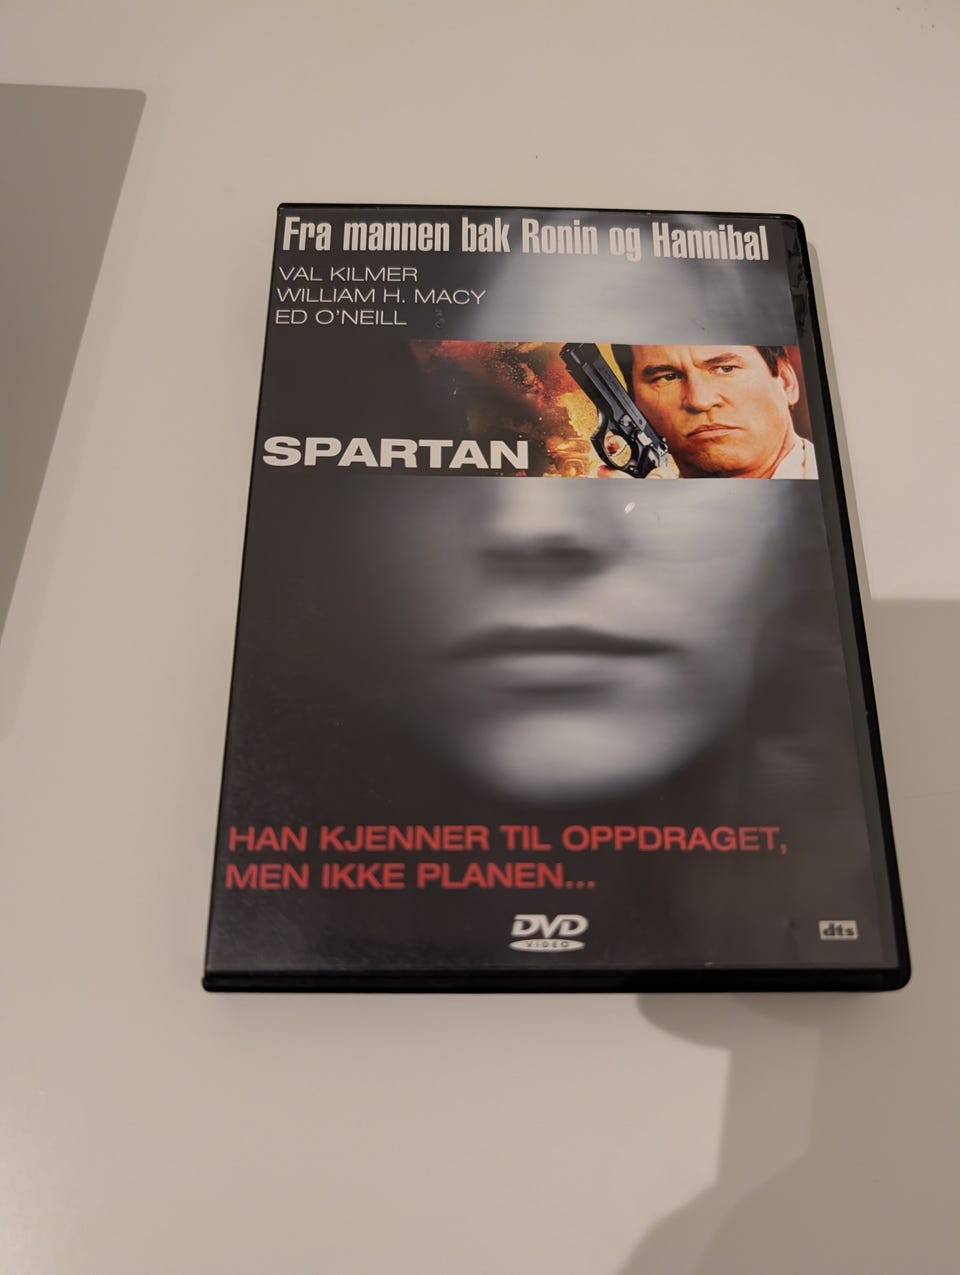 Fra mannen bak Ronin og Hannibal
VAL KILMER
WILLIAM H. MACY
ED O'NEILL
SPARTAN
HAN KJENNER TIL OPPDRAGET,
MEN IKKE PLANEN...
DVD
VIDEO
dts